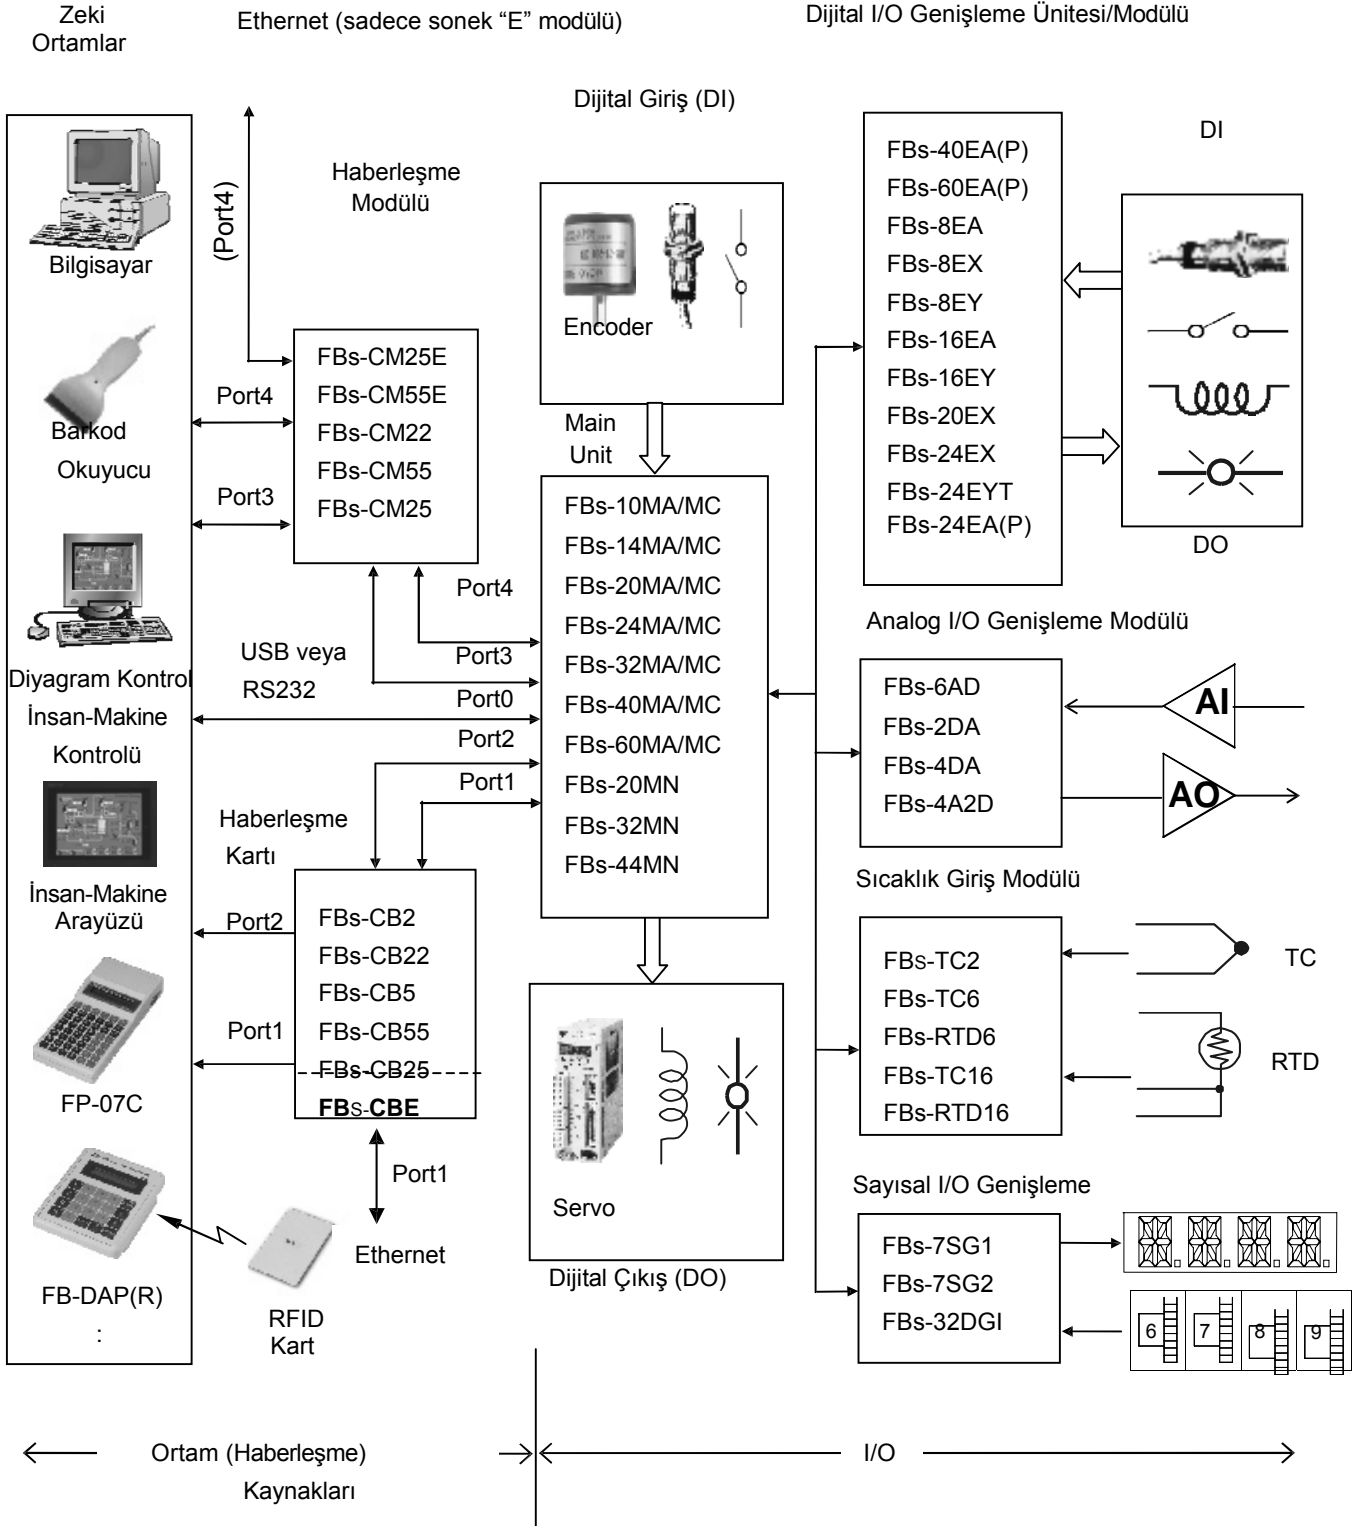 Zeki
Ortamlar
Ethernet (sadece sonek “E” modülü)
Dijital I/O Genişleme Ünitesi/Modülü
Bilgisayar
Barkod
Okuyucu
Diyagram Kontrol
İnsan-Makine
Kontrolü
İnsan-Makine
Arayüzü
FP-07C
FB-DAP(R)
:
(Port4)
Haberleşme
Modülü
FBs-CM25E
FBs-CM55E
FBs-CM22
FBs-CM55
FBs-CM25
Port4
Port3
Port4
Port3
USB veya
RS232
Port0
Port2
Port1
Haberleşme
Kartı
FBs-CB2
FBs-CB22
FBs-CB5
FBs-CB55
FBs-CB25
FBS-CBE
Port2
Port1
Port1
Ethernet
RFID
Kart
Dijital Giriş (DI)
Encoder
Main
Unit
FBs-10MA/MC
FBs-14MA/MC
FBs-20MA/MC
FBs-24MA/MC
FBs-32MA/MC
FBs-40MA/MC
FBs-60MA/MC
FBs-20MN
FBs-32MN
FBs-44MN
Servo
Dijital Çıkış (DO)
FBs-40EA(P)
FBs-60EA(P)
FBs-8EA
FBs-8EX
FBs-8EY
FBs-16EA
FBs-16EY
FBs-20EX
FBs-24EX
FBs-24EYT
FBs-24EA(P)
DI
DO
Analog I/O Genişleme Modülü
FBs-6AD
FBs-2DA
FBs-4DA
FBs-4A2D
AI
AO
Sıcaklık Giriş Modülü
FBS-TC2
FBs-TC6
FBs-RTD6
FBs-TC16
FBs-RTD16
TC
RTD
Sayısal I/O Genişleme
FBs-7SG1
FBs-7SG2
FBs-32DGI
6 7 8 9
Ortam (Haberleşme)
Kaynakları
I/O